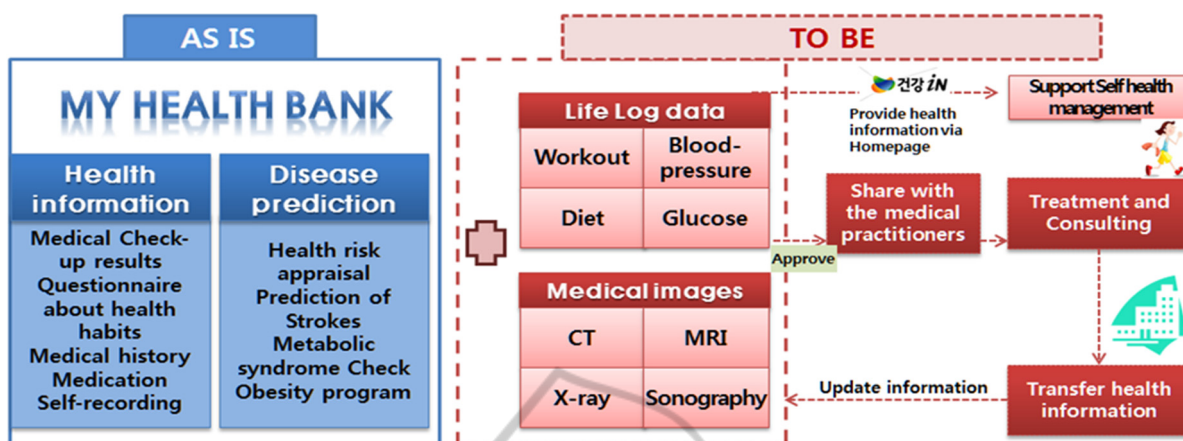 AS IS
MY HEALTH BANK
Health
information
Medical Check-
up results
Questionnaire
about health
habits
Medical history
Medication
Self-recording
Disease
prediction
Health risk
appraisal
Prediction of
Strokes
Metabolic
syndrome Check
Obesity program
TO BE
Life Log data
Workout
Blood-
pressure
Diet
Glucose
Medical images
CT
MRI
X-ray
Sonography
건강iN
Provide health
information via
Homepage
Support Self health
management
Approve
Share with
the medical
practitioners
Treatment and
Consulting
Update information
Transfer health
information